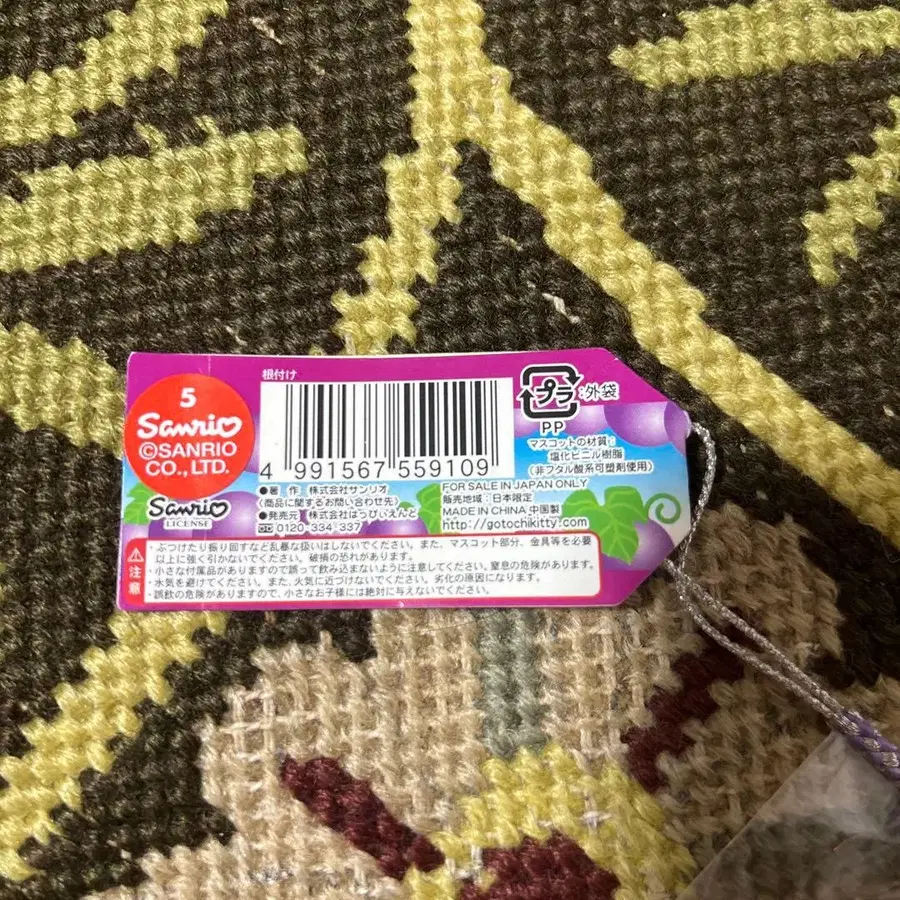 5
Sanrio
©SANRIO
CO., LTD.
Sanrio
LICENSE
根付け
4 991567 559109
●著 作 株式会社サンリオ
〈商品に関するお問い合わせ先〉
●発売元 株式会社はっぴぃえんど
0120-334-337
プラ :外袋
PP
マスコットの材質:
塩化ビニル樹脂
(非フタル酸系可塑剤使用)
FOR SALE IN JAPAN ONLY
販売地域:日本限定
MADE IN CHINA 中国製
http://gotochikitty.com
注意
・ぶつけたり振り回すなど乱暴な扱いはしないでください。また、マスコット部分、金具等を必要
以上に強く引かないでください。破損の恐れがあります。
・小さな付属品がありますので誤って飲み込まないように注意してください。窒息の危険があります。
・水気を避けてください。また、火気に近づけないでください。劣化の原因になります。
・誤飲の危険がありますので、小さなお子様には絶対に与えないでください。